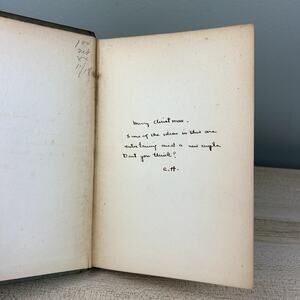 Merry Christmas.
Some of the ideas in this are
entertaining and a new angle.
Don't you think?
C.H.